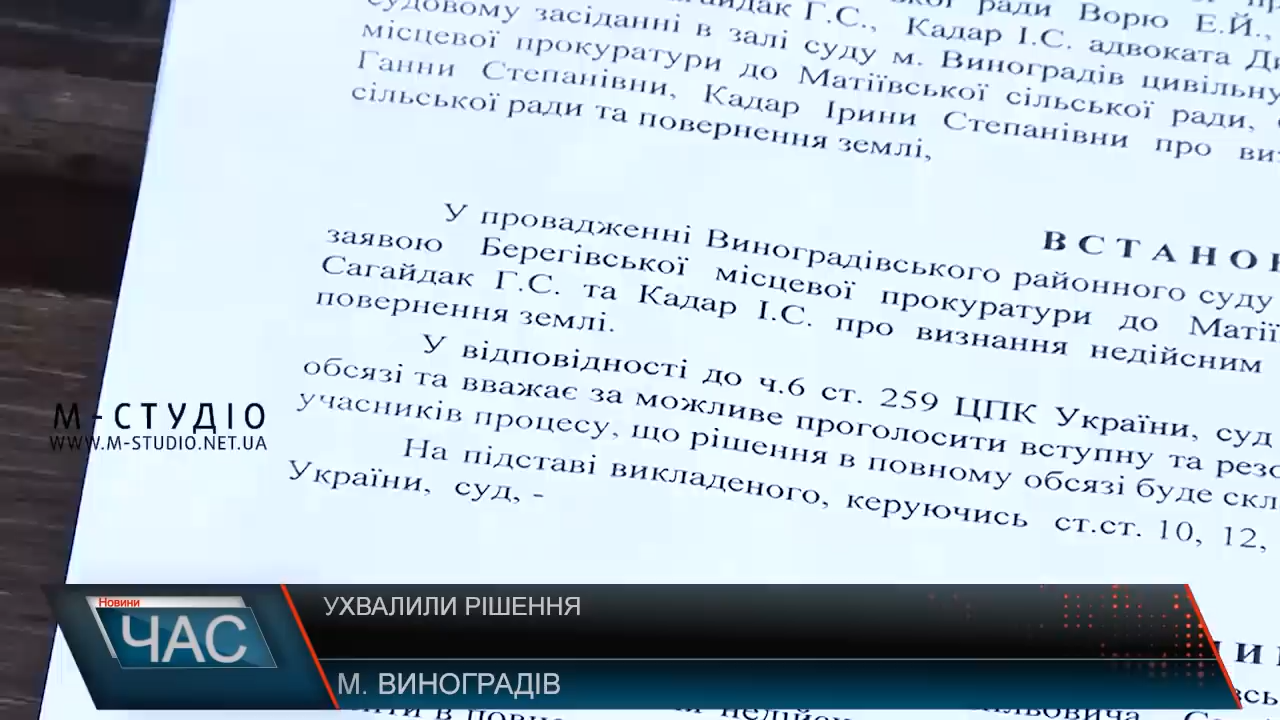 ради Ворю Е.Й.,
судовому засіданні в залі суду м. Виноградів цивільну
Г.С., Кадар І.С. адвоката
місцевої прокуратури до Матіївської сільської ради,
Ганни Степанівни, Кадар Ірини Степанівни про
сільської ради та повернення землі,
ВСТАНО
У провадженні Виноградівського районного суду
заявою Берегівської місцевої прокуратури до
Сагайдак Г.С. та Кадар І.С. про визнання недійсним
повернення землі.
У відповідності до ч.6 ст. 259 ЦПК України, суд
обсязі та вважає за можливе проголосити вступну та
учасників процесу, що рішення в повному обсязі буде
На підставі викладеного, керуючись ст.ст. 10, 12,
України, суд, -
М-СТУДІО
WWW.M-STUDIO.NET.UA
Новини
ЧАС
УХВАЛИЛИ РІШЕННЯ
М. ВИНОГРАДІВ